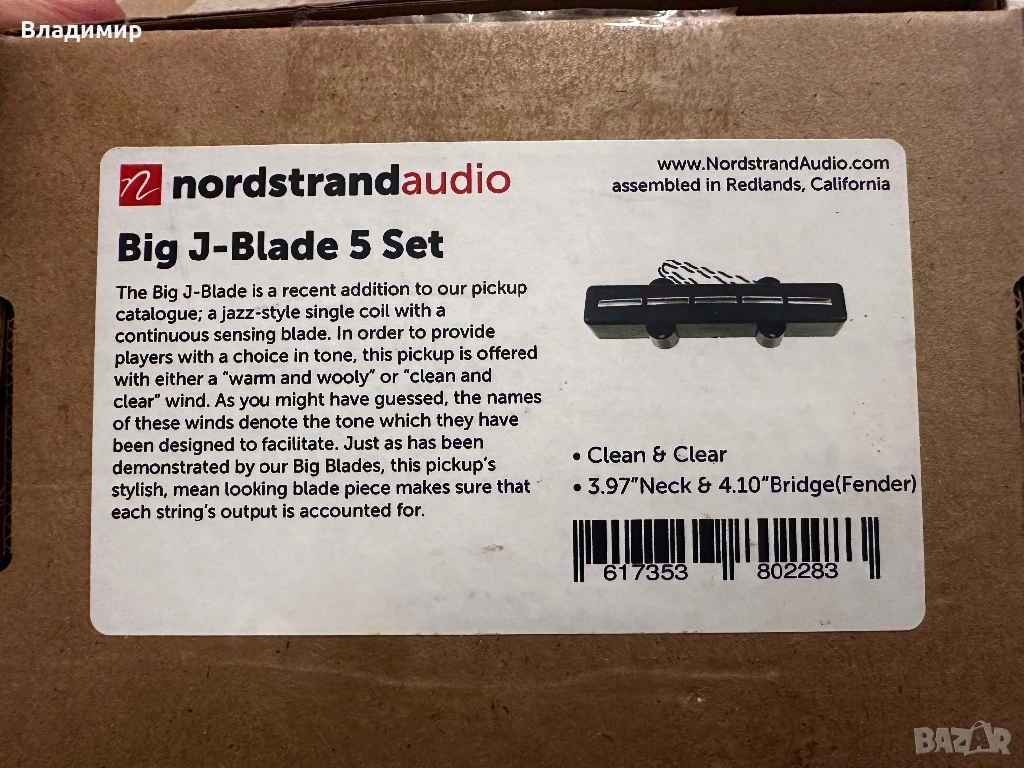 Владимир
nordstrandaudio
www.NordstrandAudio.com
assembled in Redlands, California
Big J-Blade 5 Set
The Big J-Blade is a recent addition to our pickup
catalogue; a jazz-style single coil with a
continuous sensing blade. In order to provide
players with a choice in tone, this pickup is offered
with either a "warm and wooly" or "clean and
clear" wind. As you might have guessed, the names
of these winds denote the tone which they have
been designed to facilitate. Just as has been
demonstrated by our Big Blades, this pickup's
stylish, mean looking blade piece makes sure that
each string's output is accounted for.
• Clean & Clear
• 3.97"Neck & 4.10"Bridge(Fender)
617353 802283
BAZAR